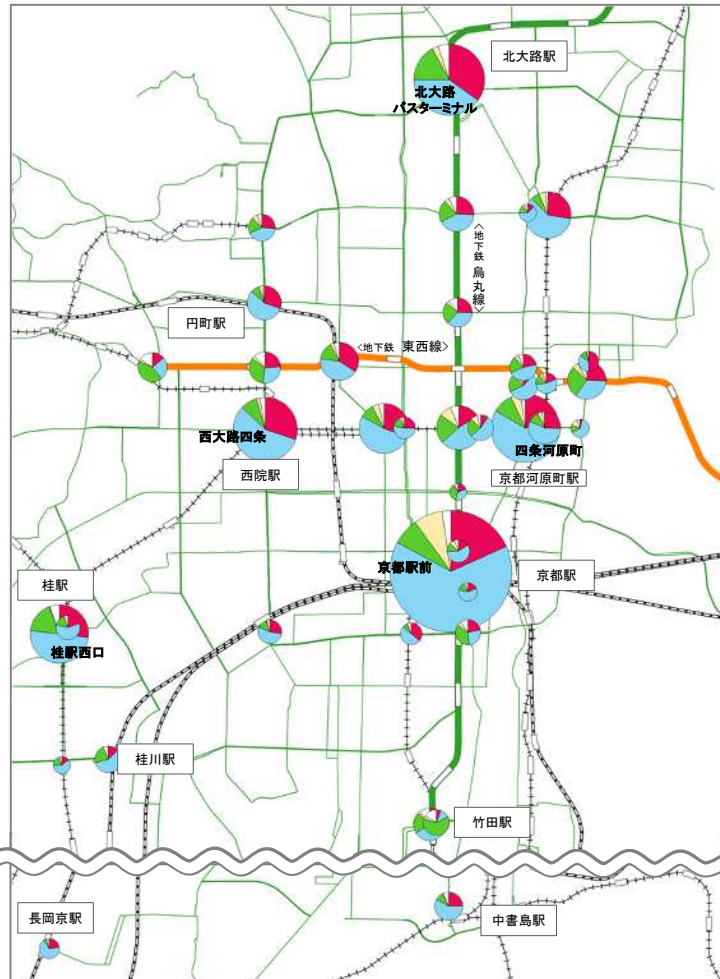 北大路駅
北大路
バスターミナル
〈地下鉄 烏丸線〉
円町駅
〈地下鉄 東西線〉
西大路四条
西院駅
四条河原町
京都河原町駅
京都駅前
京都駅
桂駅
桂駅西口
桂川駅
竹田駅
長岡京駅
中書島駅